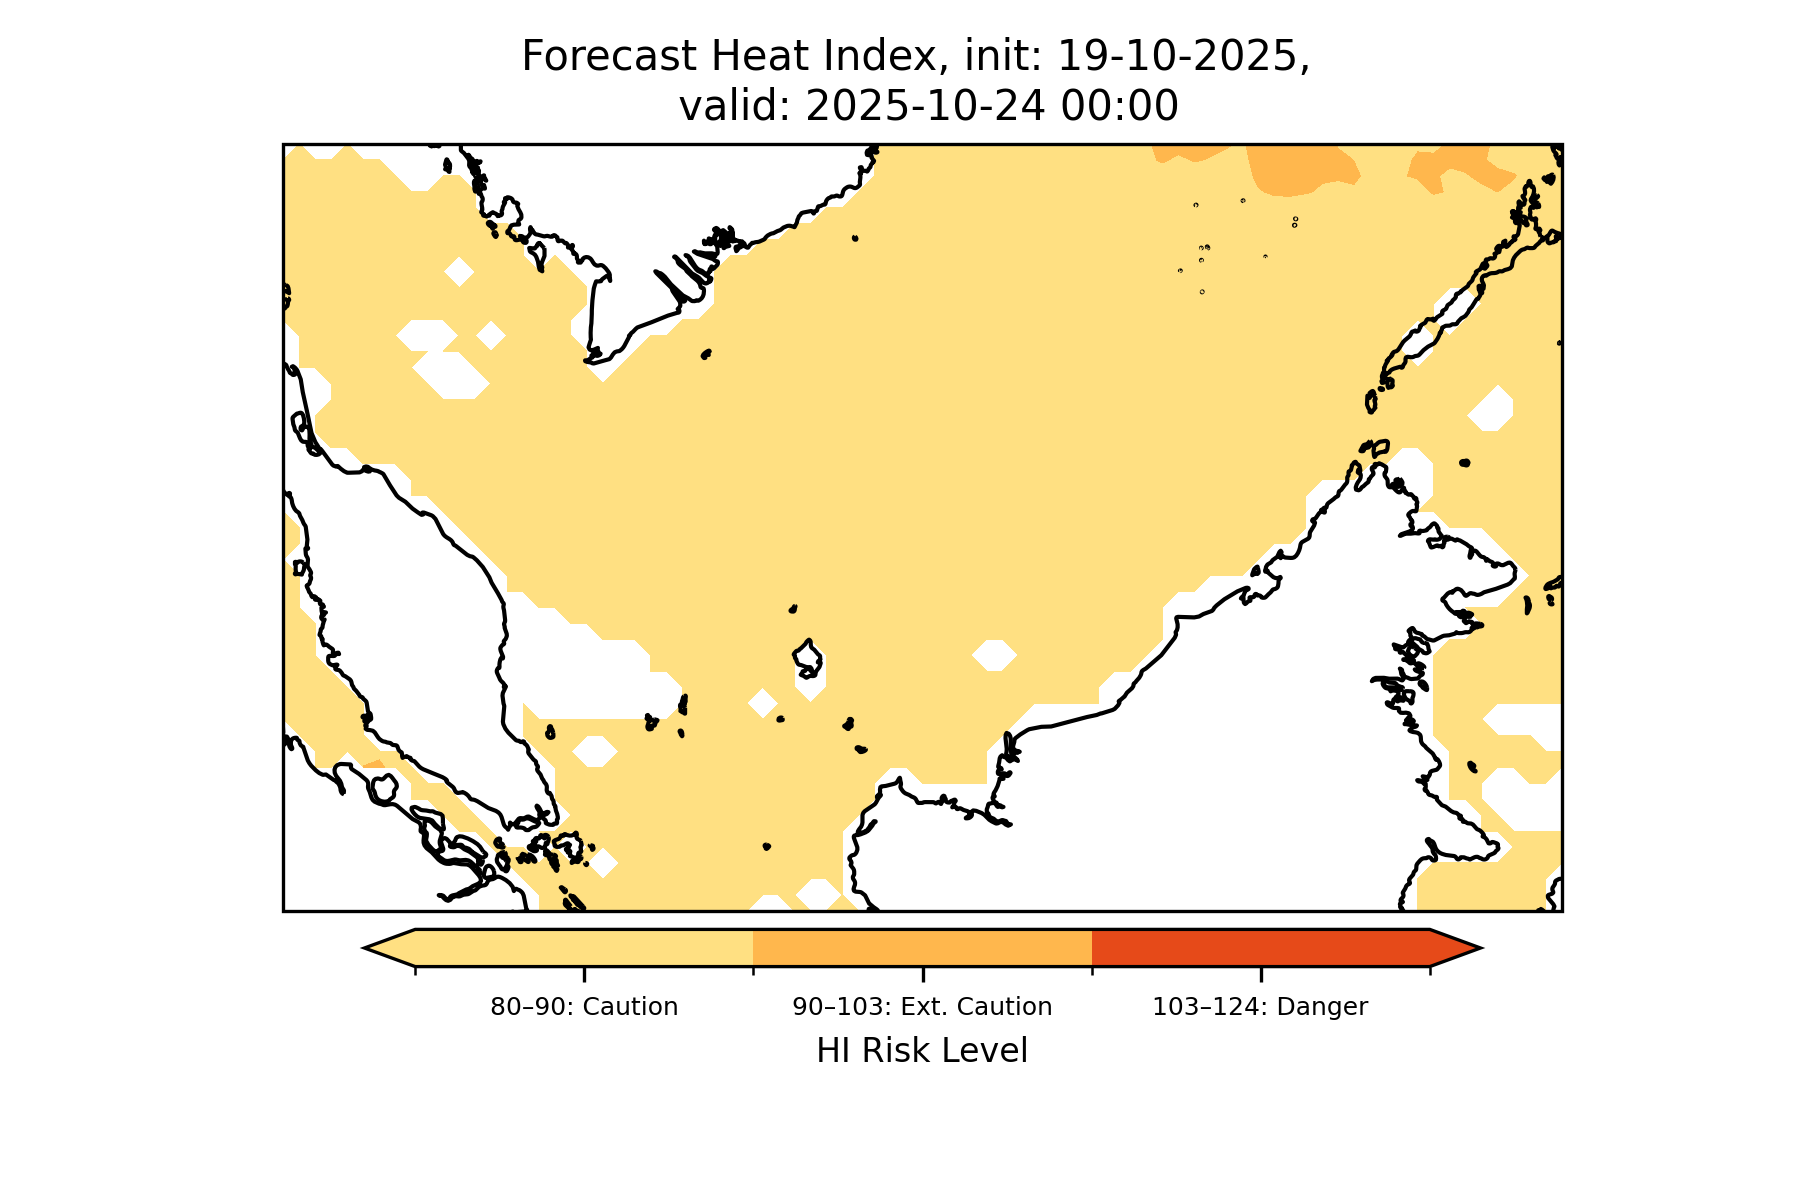 Forecast Heat Index, init: 19-10-2025,
valid: 2025-10-24 00:00
80–90: Caution
90–103: Ext. Caution
103–124: Danger
HI Risk Level